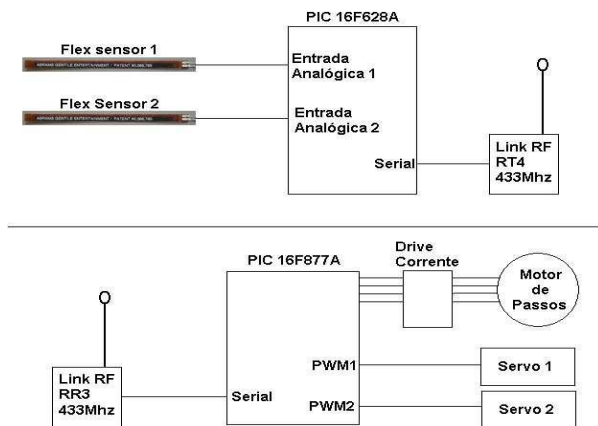 PIC 16F628A
Flex sensor 1
Entrada
Analógica 1
Flex Sensor 2
Entrada
Analógica 2
Serial
Link RF
RT4
433Mhz
PIC 16F877A
Drive
Corrente
Motor
de
Passos
PWM1
Servo 1
Link RF
RR3
433Mhz
Serial
PWM2
Servo 2